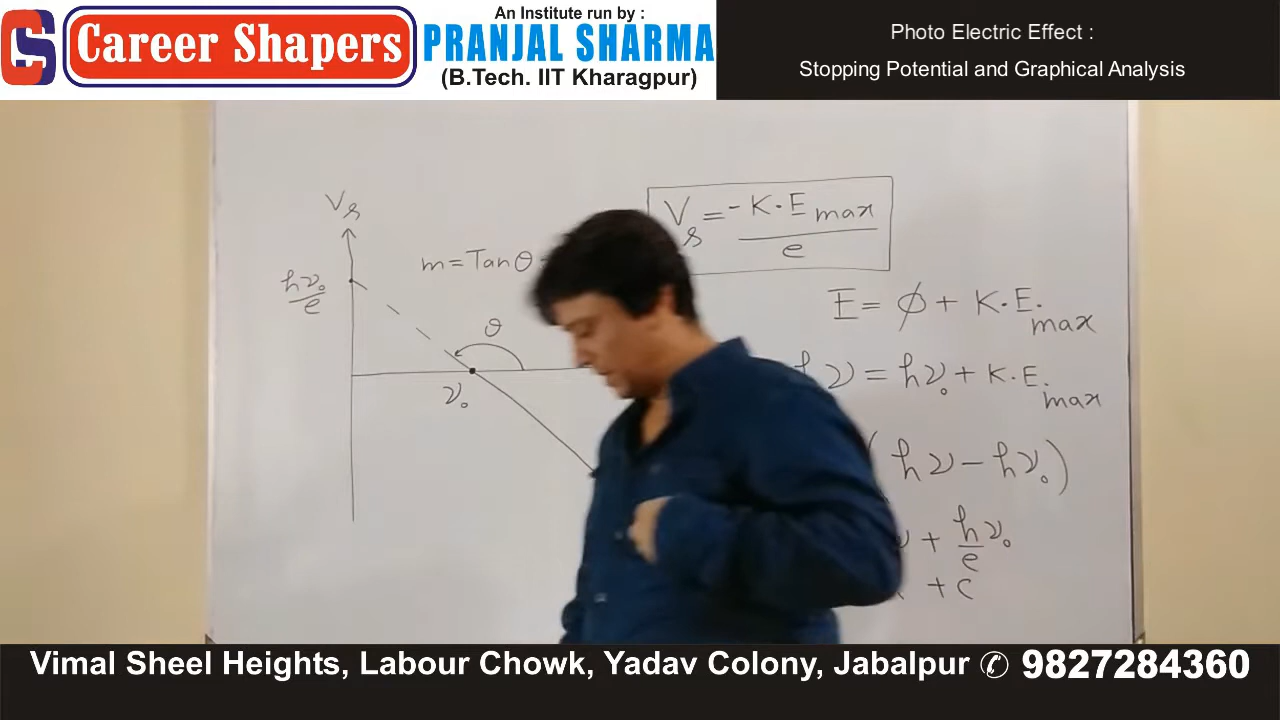 CS
Career Shapers
An Institute run by :
PRANJAL SHARMA
(B.Tech. IIT Kharagpur)
Photo Electric Effect :
Stopping Potential and Graphical Analysis
Vₛ
hν₀/e
m = Tanθ
θ
ν₀
Vₛ = -K.E max/e
E = ϕ + K.E. max
hν = hν₀ + K.E. max
(hν - hν₀)
ν + h/e ν₀
+ c
Vimal Sheel Heights, Labour Chowk, Yadav Colony, Jabalpur ✆ 9827284360